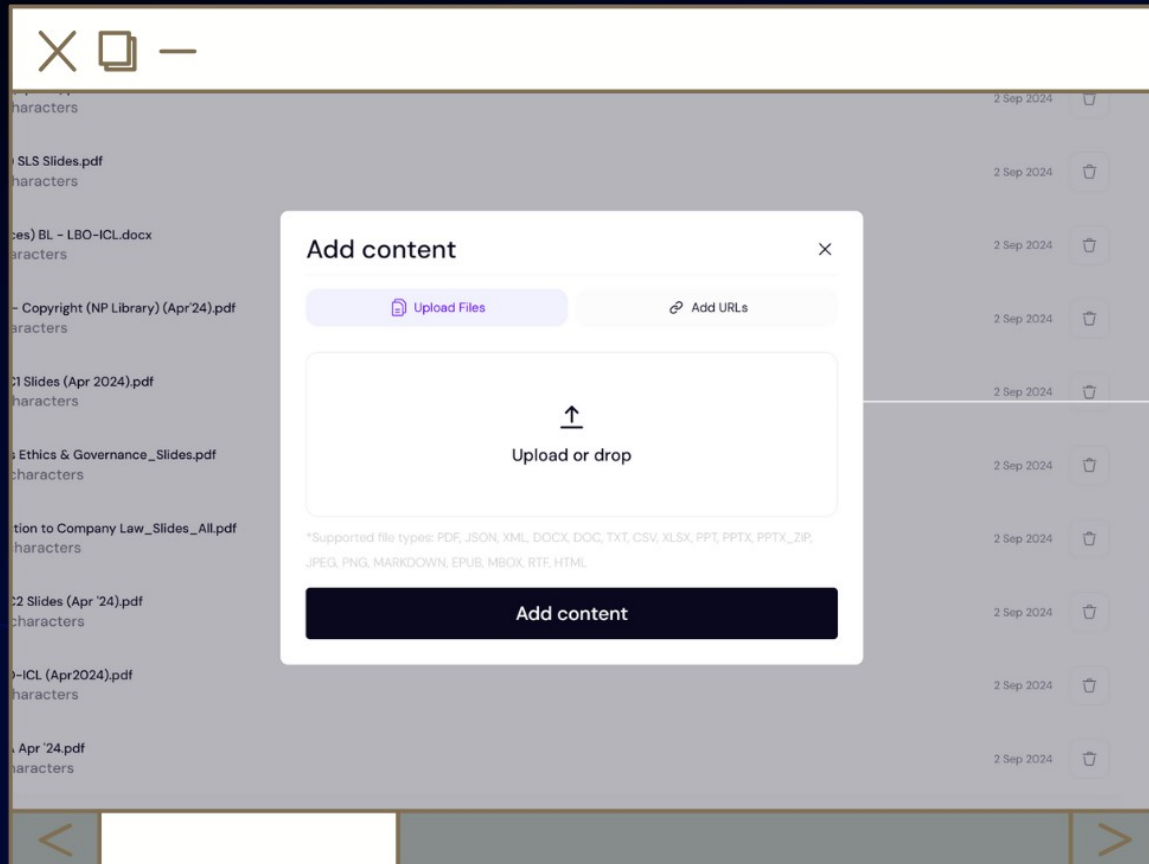 haracters
2 Sep 2024
SLS Slides.pdf
haracters
2 Sep 2024
ces) BL - LBO-ICL.docx
aracters
2 Sep 2024
- Copyright (NP Library) (Apr'24).pdf
aracters
2 Sep 2024
C1 Slides (Apr 2024).pdf
haracters
2 Sep 2024
s Ethics & Governance_Slides.pdf
characters
2 Sep 2024
tion to Company Law_Slides_All.pdf
haracters
2 Sep 2024
C2 Slides (Apr '24).pdf
characters
2 Sep 2024
-ICL (Apr2024).pdf
haracters
2 Sep 2024
Apr '24.pdf
haracters
2 Sep 2024
Add content
Upload Files
Add URLs
Upload or drop
*Supported file types: PDF, JSON, XML, DOCX, DOC, TXT, CSV, XLSX, PPT, PPTX, PPTX_ZIP,
JPEG, PNG, MARKDOWN, EPUB, MBOX, RTF, HTML
Add content